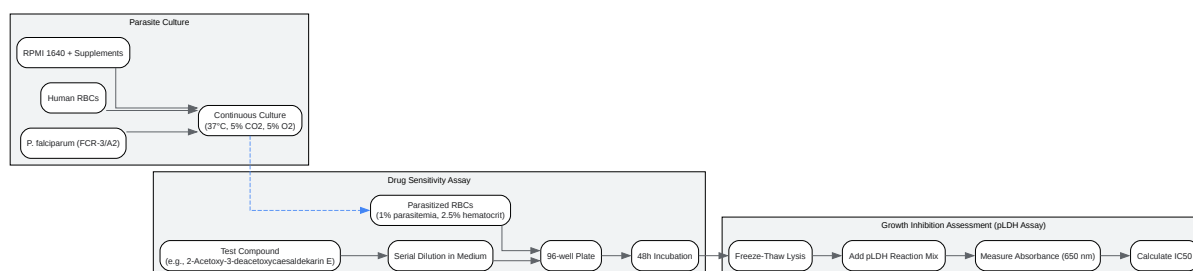 Parasite Culture
RPMI 1640 + Supplements
Human RBCs
Continuous Culture
(37°C, 5% CO2, 5% O2)
P. falciparum (FCR-3/A2)
Drug Sensitivity Assay
Parasitized RBCs
(1% parasitemia, 2.5% hematocrit)
Test Compound
(e.g., 2-Acetoxy-3-deacetoxycaesaldekarin E)
Serial Dilution in Medium
96-well Plate
48h Incubation
Growth Inhibition Assessment (pLDH Assay)
Freeze-Thaw Lysis
Add pLDH Reaction Mix
Measure Absorbance (650 nm)
Calculate IC50